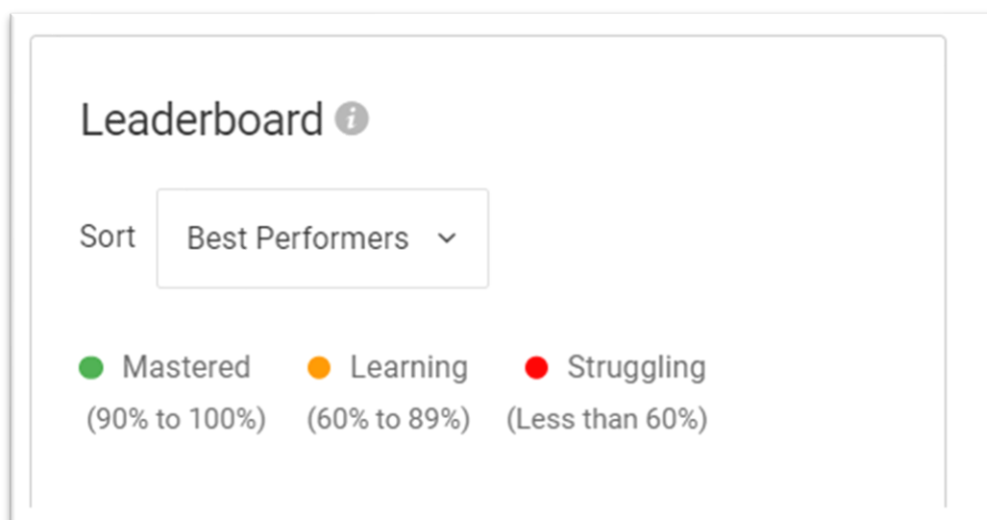 Leaderboard i
Sort Best Performers
Mastered Learning Struggling
(90% to 100%) (60% to 89%) (Less than 60%)